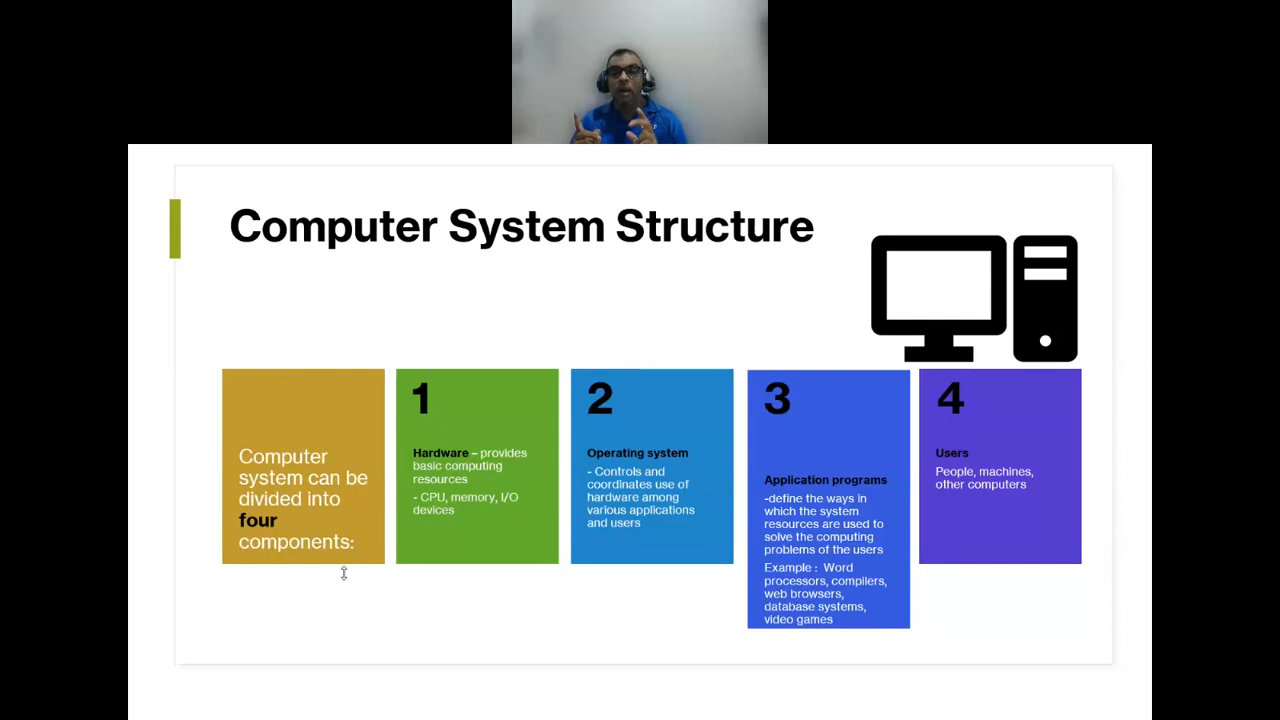 Computer System Structure
Computer
system can be
divided into
four
components:
1
Hardware – provides
basic computing
resources
- CPU, memory, I/O
devices
2
Operating system
- Controls and
coordinates use of
hardware among
various applications
and users
3
Application programs
-define the ways in
which the system
resources are used to
solve the computing
problems of the users
Example : Word
processors, compilers,
web browsers,
database systems,
video games
4
Users
People, machines,
other computers